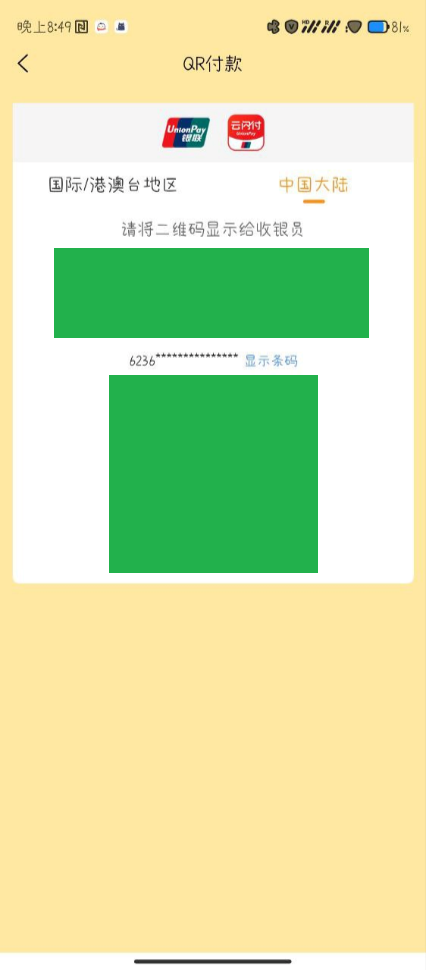 晚上8:49 81%
QR付款
UnionPay 银联 云闪付 UnionPay
国际/港澳台地区 中国大陆
请将二维码显示给收银员
6236*************** 显示条码